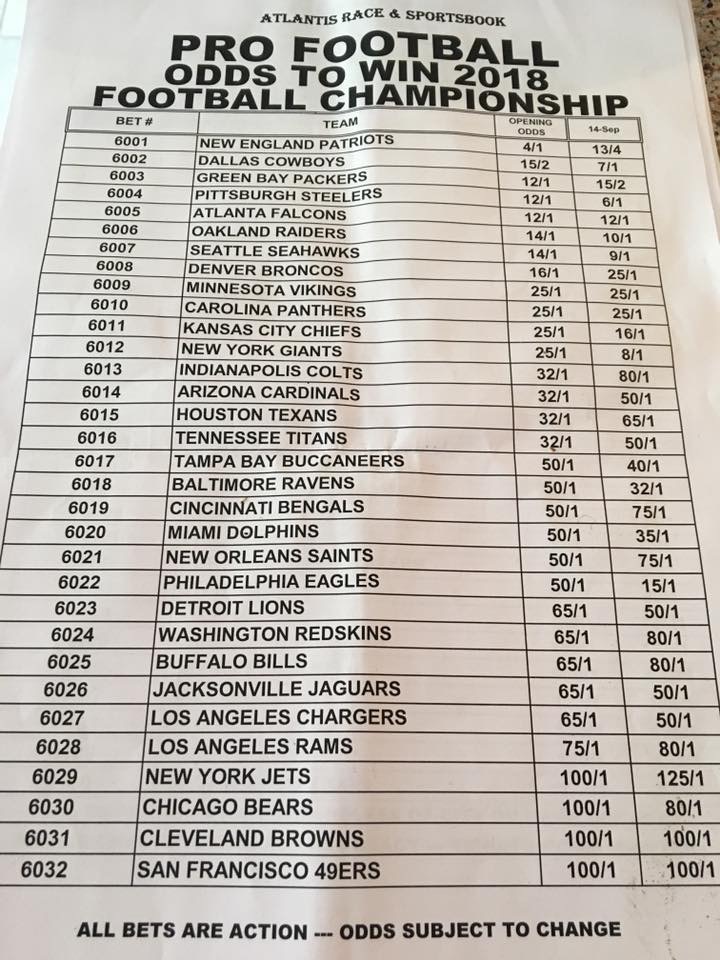 ATLANTIS RACE & SPORTSBOOK
PRO FOOTBALL
ODDS TO WIN 2018
FOOTBALL CHAMPIONSHIP
BET # TEAM OPENING ODDS 14-Sep
6001 NEW ENGLAND PATRIOTS 4/1 13/4
6002 DALLAS COWBOYS 15/2 7/1
6003 GREEN BAY PACKERS 12/1 15/2
6004 PITTSBURGH STEELERS 12/1 6/1
6005 ATLANTA FALCONS 12/1 12/1
6006 OAKLAND RAIDERS 14/1 10/1
6007 SEATTLE SEAHAWKS 14/1 9/1
6008 DENVER BRONCOS 16/1 25/1
6009 MINNESOTA VIKINGS 25/1 25/1
6010 CAROLINA PANTHERS 25/1 25/1
6011 KANSAS CITY CHIEFS 25/1 16/1
6012 NEW YORK GIANTS 25/1 8/1
6013 INDIANAPOLIS COLTS 32/1 80/1
6014 ARIZONA CARDINALS 32/1 50/1
6015 HOUSTON TEXANS 32/1 65/1
6016 TENNESSEE TITANS 32/1 50/1
6017 TAMPA BAY BUCCANEERS 50/1 40/1
6018 BALTIMORE RAVENS 50/1 32/1
6019 CINCINNATI BENGALS 50/1 75/1
6020 MIAMI DOLPHINS 50/1 35/1
6021 NEW ORLEANS SAINTS 50/1 75/1
6022 PHILADELPHIA EAGLES 50/1 15/1
6023 DETROIT LIONS 65/1 50/1
6024 WASHINGTON REDSKINS 65/1 80/1
6025 BUFFALO BILLS 65/1 80/1
6026 JACKSONVILLE JAGUARS 65/1 50/1
6027 LOS ANGELES CHARGERS 65/1 50/1
6028 LOS ANGELES RAMS 75/1 80/1
6029 NEW YORK JETS 100/1 125/1
6030 CHICAGO BEARS 100/1 80/1
6031 CLEVELAND BROWNS 100/1 100/1
6032 SAN FRANCISCO 49ERS 100/1 100/1
ALL BETS ARE ACTION --- ODDS SUBJECT TO CHANGE